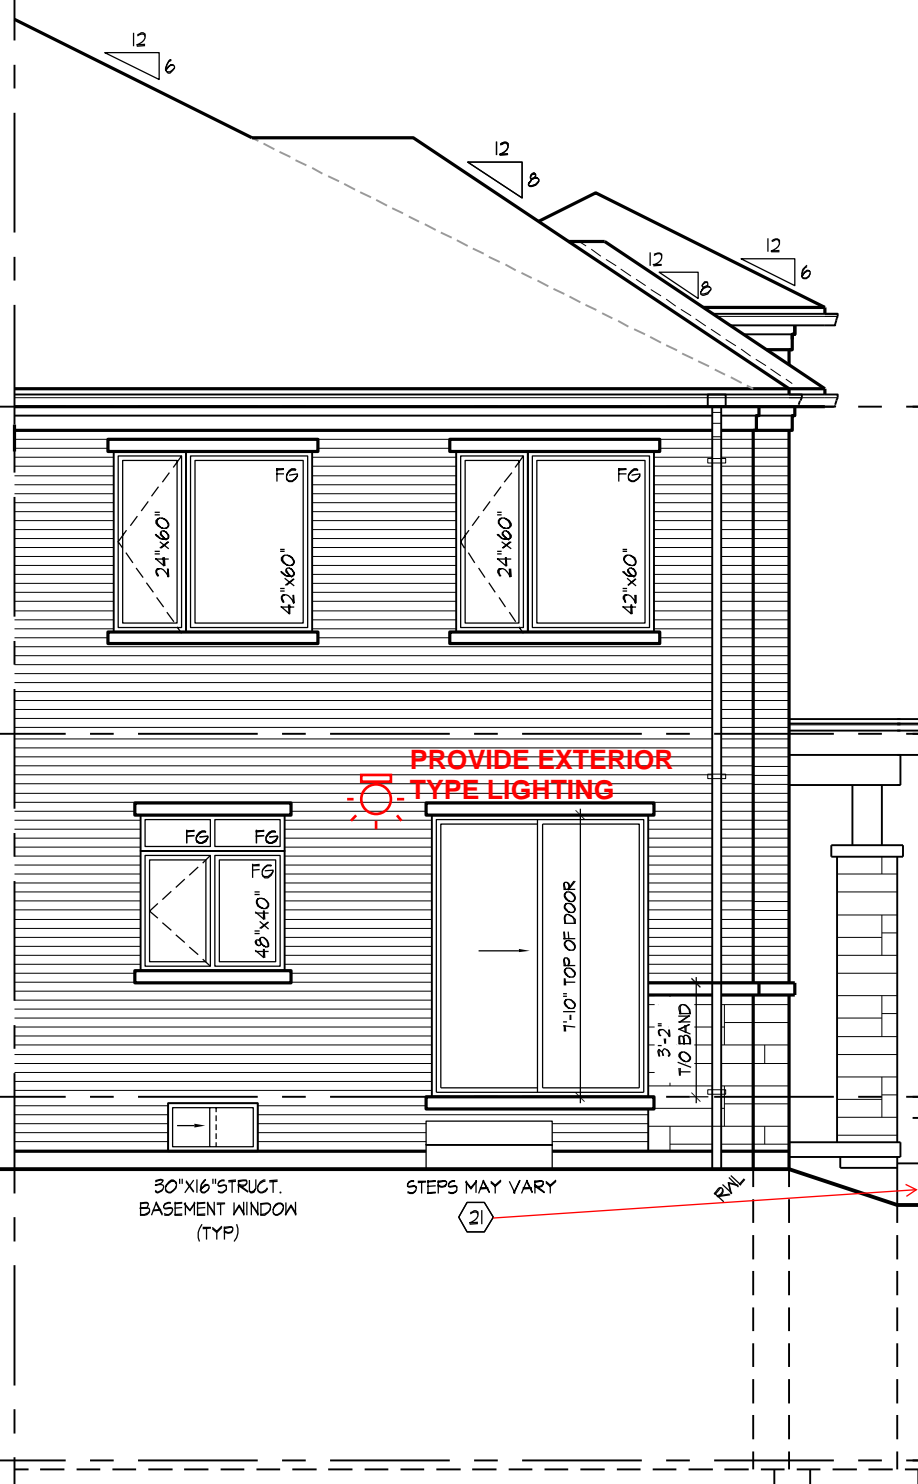 12
6
12
8
12
6
12
8
FG
24"x60"
42"x60"
FG
24"x60"
42"x60"
PROVIDE EXTERIOR
TYPE LIGHTING
FG
FG
FG
48"x40"
7'-10" TOP OF DOOR
3'-2"
T/O BAND
30"X16"STRUCT.
BASEMENT WINDOW
(TYP)
STEPS MAY VARY
21
RWL